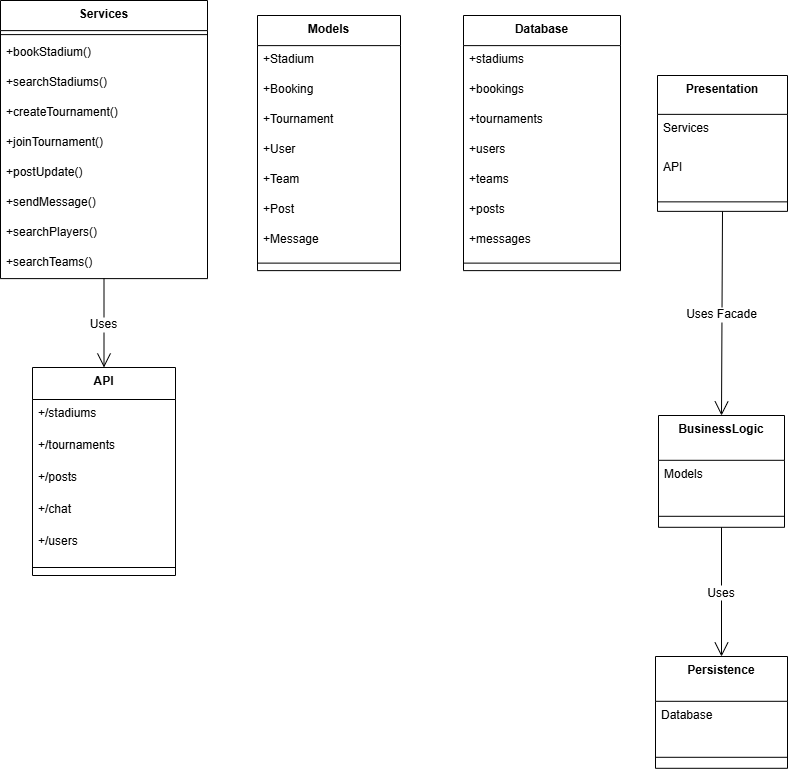 Services
+bookStadium()
+searchStadiums()
+createTournament()
+joinTournament()
+postUpdate()
+sendMessage()
+searchPlayers()
+searchTeams()
Uses
API
+/stadiums
+/tournaments
+/posts
+/chat
+/users
Models
+Stadium
+Booking
+Tournament
+User
+Team
+Post
+Message
Database
+stadiums
+bookings
+tournaments
+users
+teams
+posts
+messages
Presentation
Services
API
Uses Facade
BusinessLogic
Models
Uses
Persistence
Database